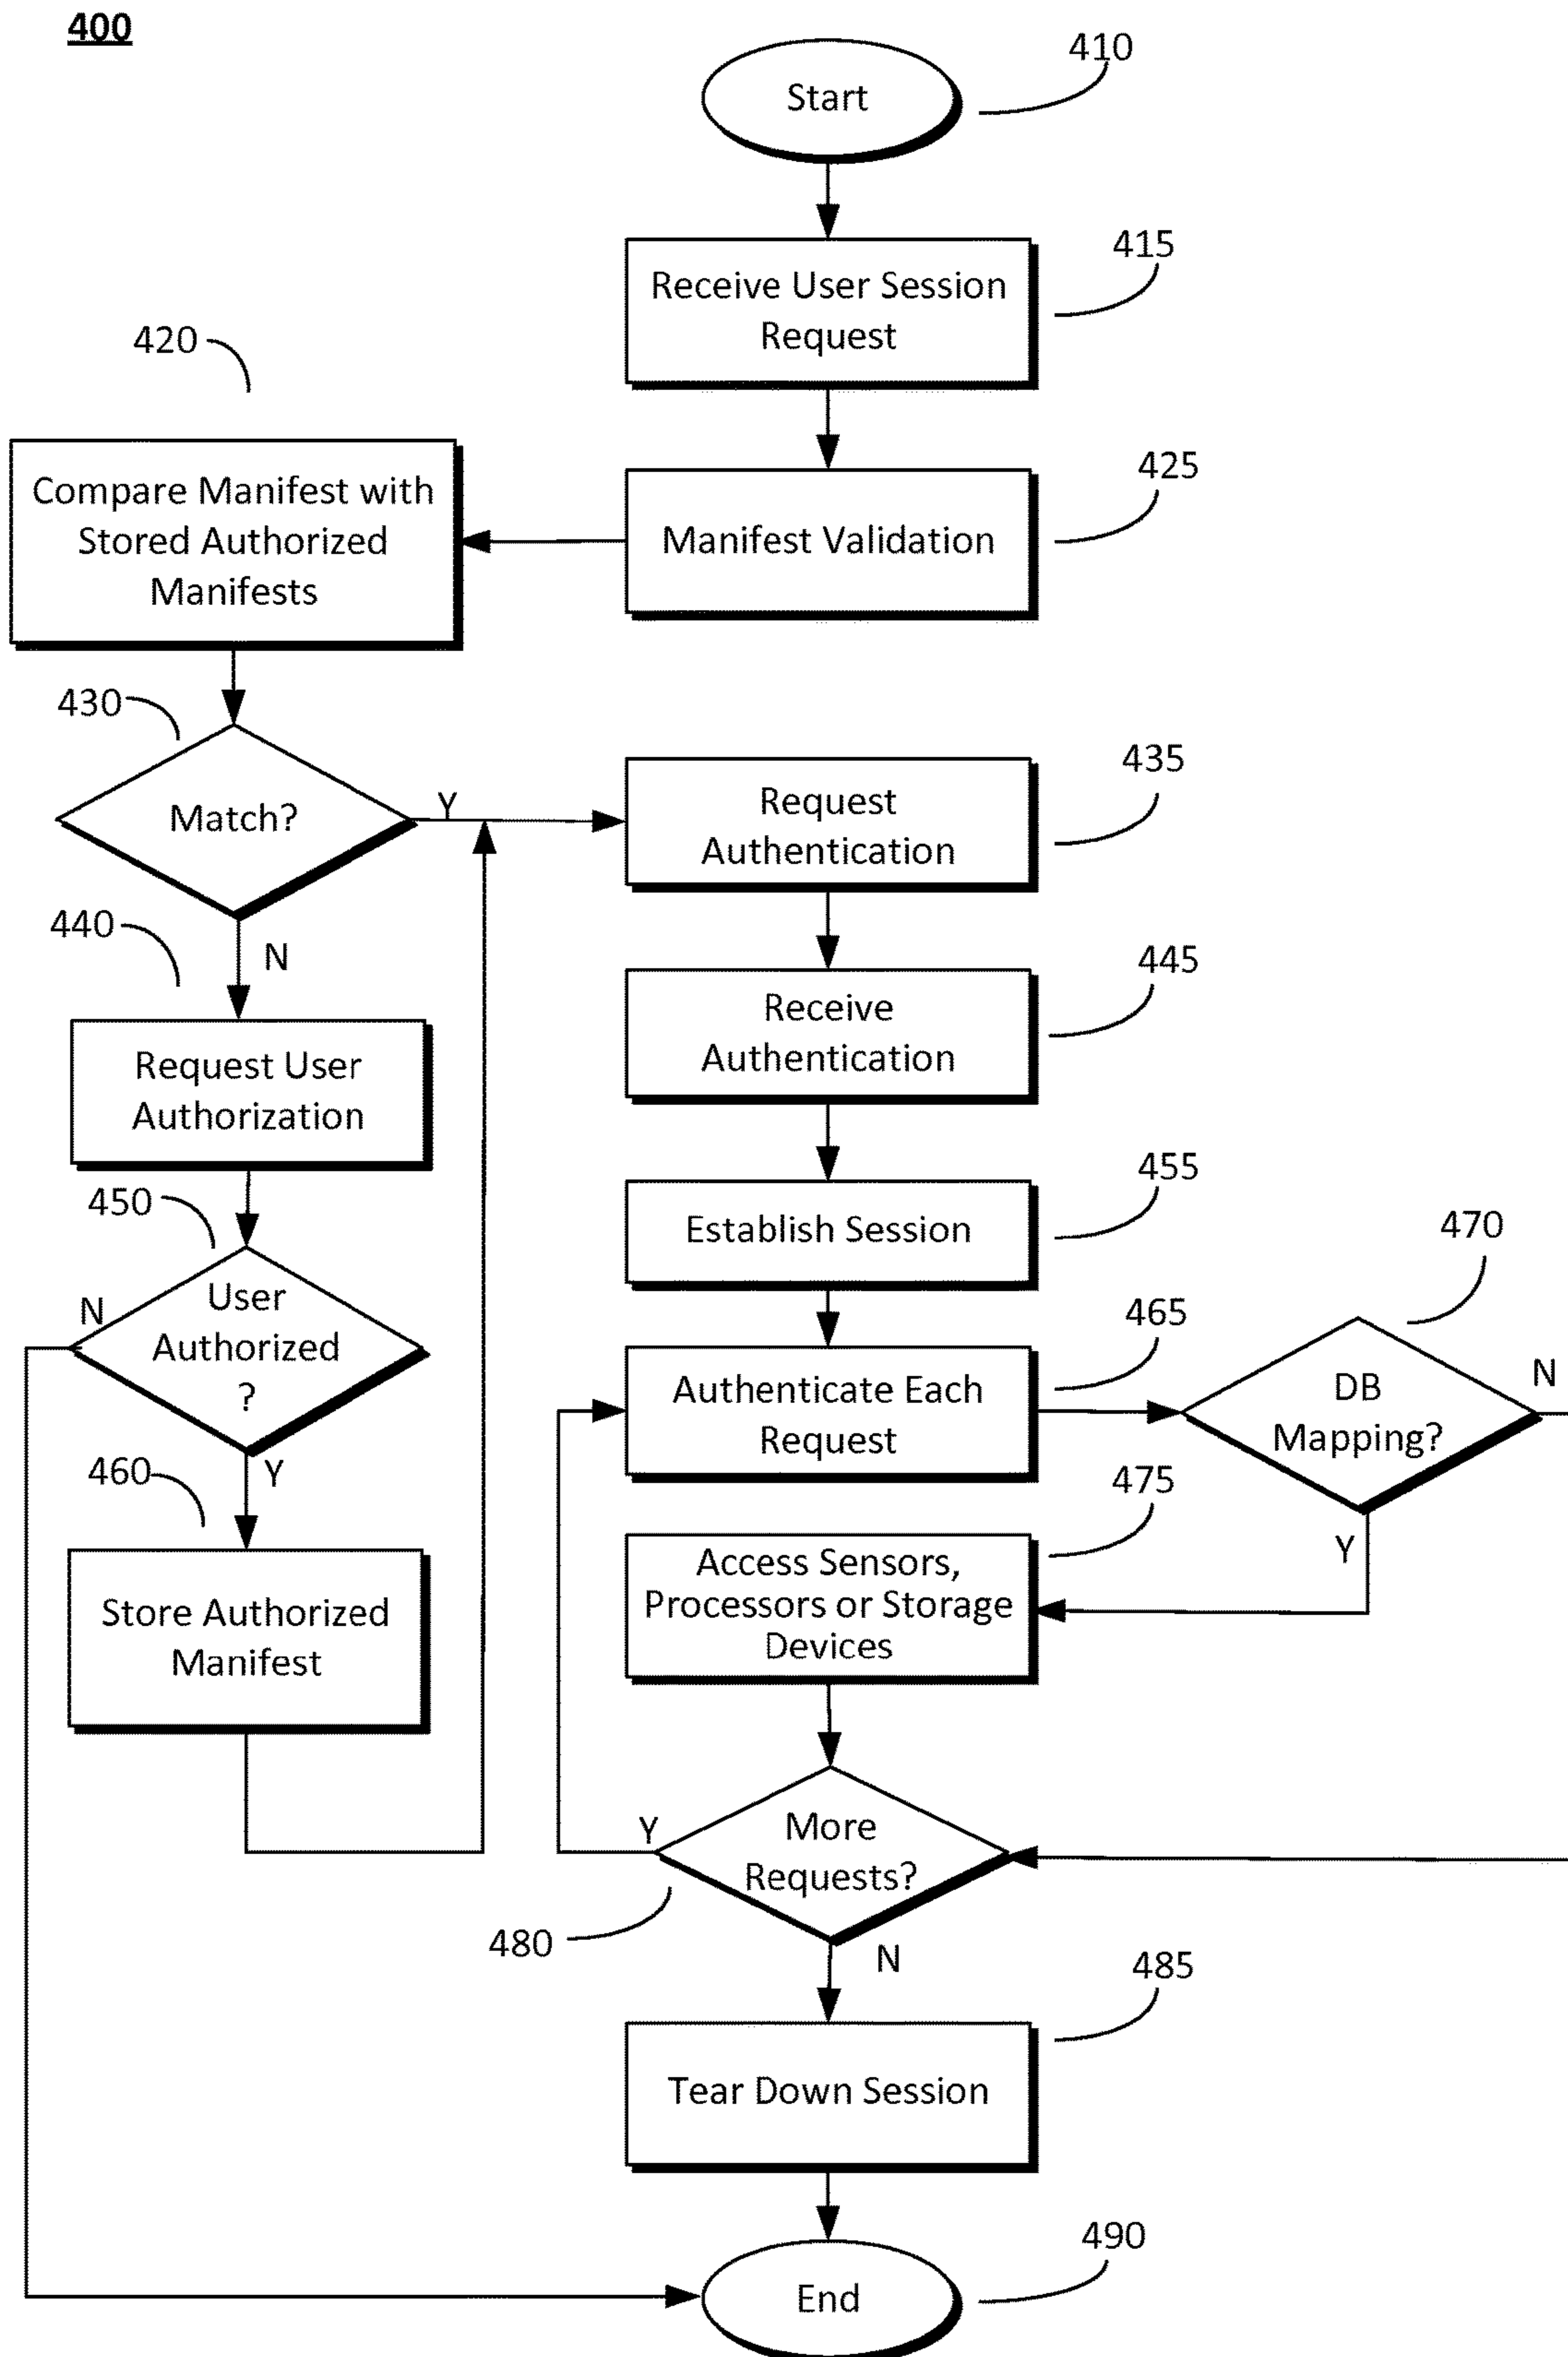 400
410
Start
415
Receive User Session
Request
420
425
Compare Manifest with
Stored Authorized
Manifests
Manifest Validation
430
435
Match?
Y
Request
Authentication
440
N
445
Receive
Authentication
Request User
Authorization
450
455
Establish Session
470
N
User
Authorized
?
465
Authenticate Each
Request
DB
Mapping?
N
460
Y
475
Y
Access Sensors,
Processors or Storage
Devices
Store Authorized
Manifest
Y
More
Requests?
480
N
485
Tear Down Session
490
End